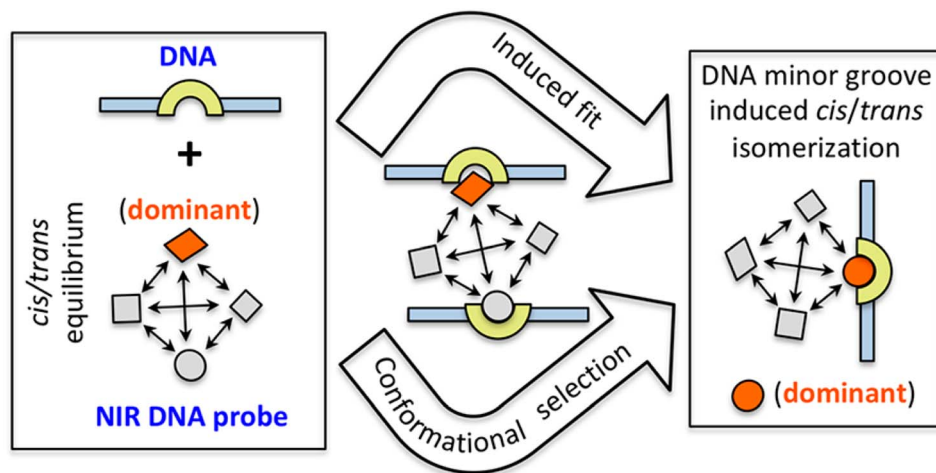 DNA
+
(dominant)
cis/trans
equilibrium
NIR DNA probe
Induced fit
Conformational selection
DNA minor groove
induced cis/trans
isomerization
(dominant)